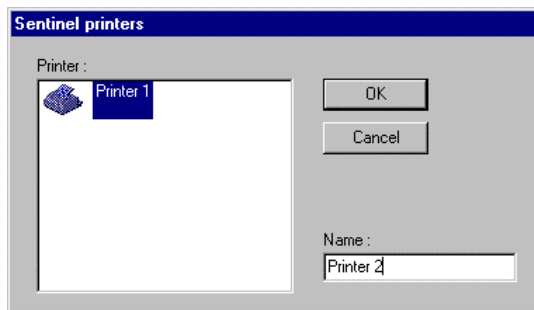 Sentinel printers
Printer :
Printer 1
OK
Cancel
Name :
Printer 2